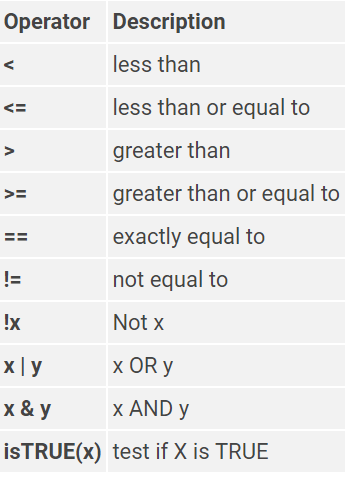 Operator Description
< less than
<= less than or equal to
> greater than
>= greater than or equal to
== exactly equal to
!= not equal to
!x Not x
x | y x OR y
x & y x AND y
isTRUE(x) test if X is TRUE